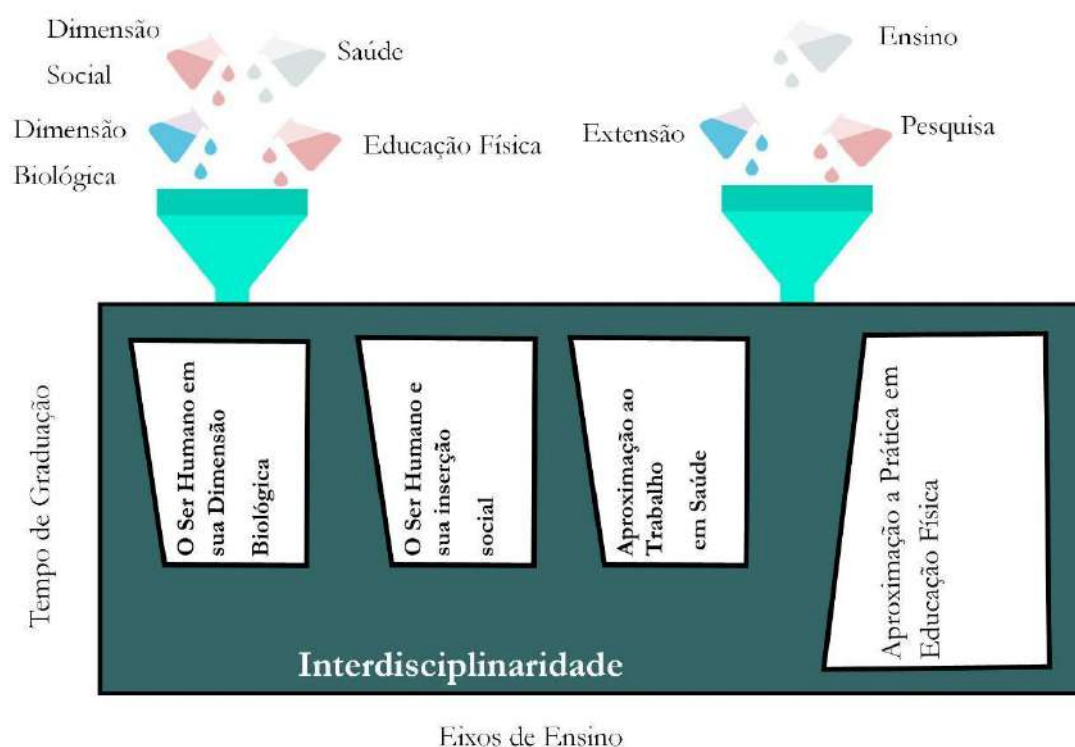 Dimensão
Social
Saúde
Dimensão
Biológica
Educação Física
Ensino
Extensão
Pesquisa
Tempo de Graduação
O Ser Humano em
sua Dimensão
Biológica
O Ser Humano e
sua inserção
social
Aproximação ao
Trabalho
em Saúde
Aproximação a Prática em
Educação Física
Interdisciplinaridade
Eixos de Ensino